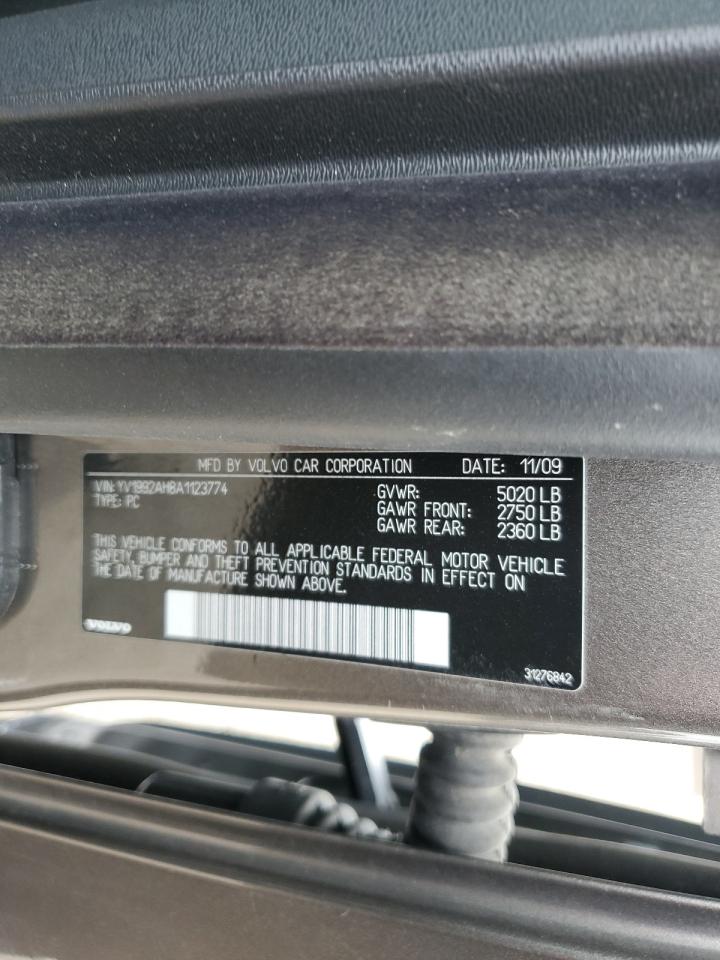 MFD BY VOLVO CAR CORPORATION DATE: 11/09
VIN: YV1992AH8A1123774
TYPE: PC
GVWR: 5020 LB
GAWR FRONT: 2750 LB
GAWR REAR: 2360 LB
THIS VEHICLE CONFORMS TO ALL APPLICABLE FEDERAL MOTOR VEHICLE
SAFETY, BUMPER AND THEFT PREVENTION STANDARDS IN EFFECT ON
THE DATE OF MANUFACTURE SHOWN ABOVE.
VOLVO
31276842